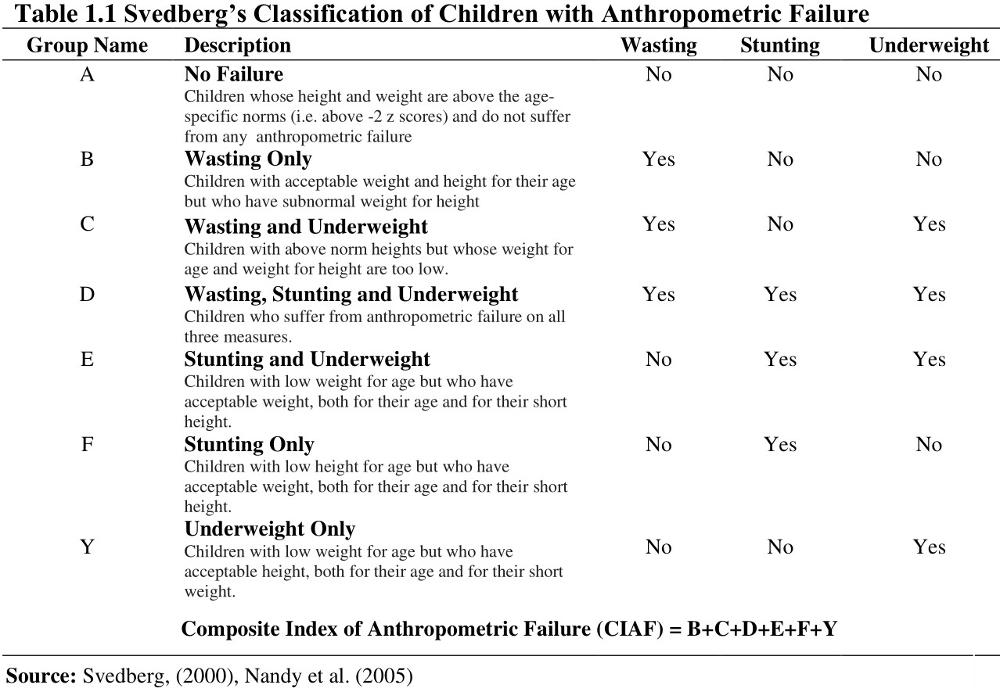 Table 1.1 Svedberg’s Classification of Children with Anthropometric Failure
Group Name Description Wasting Stunting Underweight
A No Failure No No No
Children whose height and weight are above the age-
specific norms (i.e. above -2 z scores) and do not suffer
from any anthropometric failure
B Wasting Only Yes No No
Children with acceptable weight and height for their age
but who have subnormal weight for height
C Wasting and Underweight Yes No Yes
Children with above norm heights but whose weight for
age and weight for height are too low.
D Wasting, Stunting and Underweight Yes Yes Yes
Children who suffer from anthropometric failure on all
three measures.
E Stunting and Underweight No Yes Yes
Children with low weight for age but who have
acceptable weight, both for their age and for their short
height.
F Stunting Only No Yes No
Children with low height for age but who have
acceptable weight, both for their age and for their short
height.
Underweight Only
Y No No Yes
Children with low weight for age but who have
acceptable height, both for their age and for their short
weight.
Composite Index of Anthropometric Failure (CIAF) = B+C+D+E+F+Y
Source: Svedberg, (2000), Nandy et al. (2005)